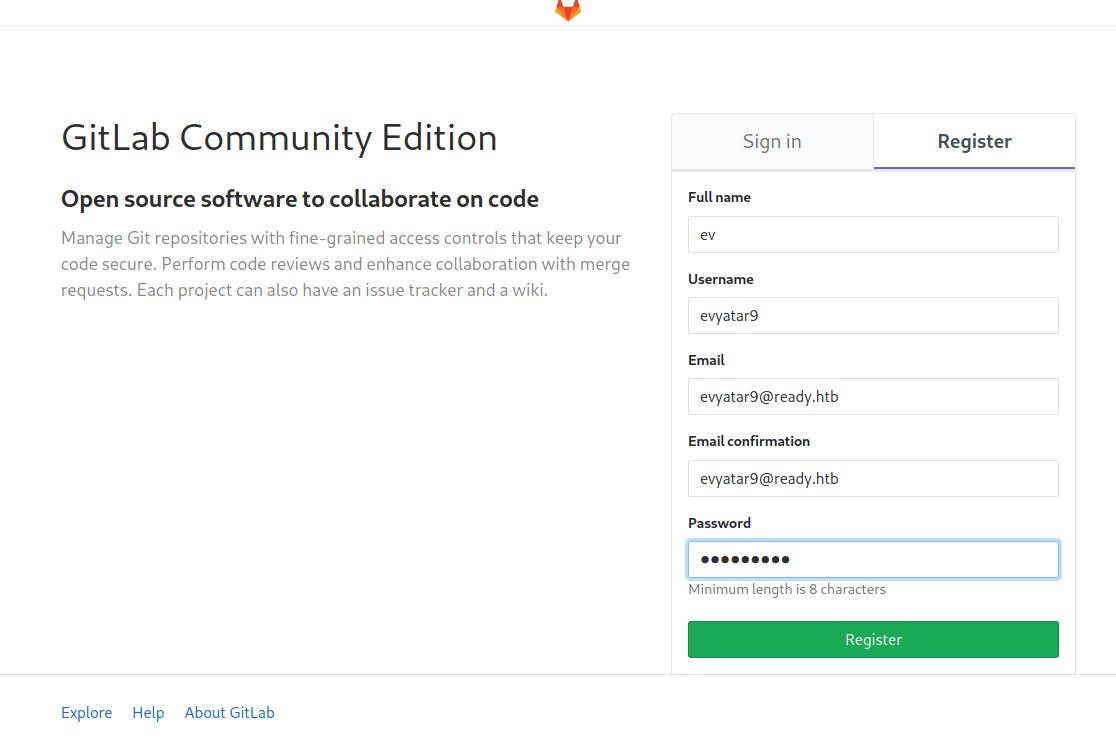 GitLab Community Edition
Open source software to collaborate on code
Manage Git repositories with fine-grained access controls that keep your
code secure. Perform code reviews and enhance collaboration with merge
requests. Each project can also have an issue tracker and a wiki.
Sign in
Register
Full name
ev
Username
evyatar9
Email
evyatar9@ready.htb
Email confirmation
evyatar9@ready.htb
Password
●●●●●●●●●
Minimum length is 8 characters
Register
Explore
Help
About GitLab